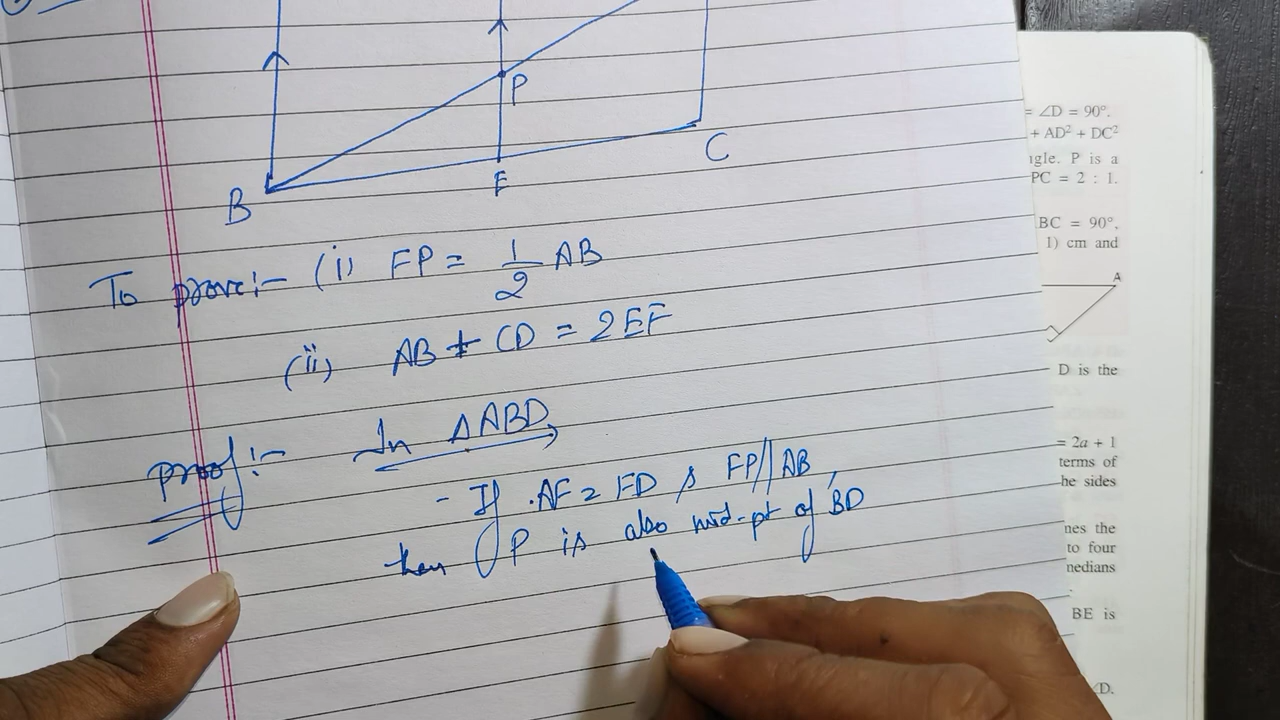 P
C
B
F
To prove:- (i) FP = 1/2 AB
(ii) AB + CD = 2EF
Proof:- In △ABD
- If AF = FD & FP//AB,
then P is also mid-pt of BD
= ∠D = 90°.
+ AD² + DC²
ngle. P is a
PC = 2 : 1.
BC = 90°,
1) cm and
A
D is the
= 2a + 1
terms of
he sides
nes the
to four
nedians
BE is
∠D.